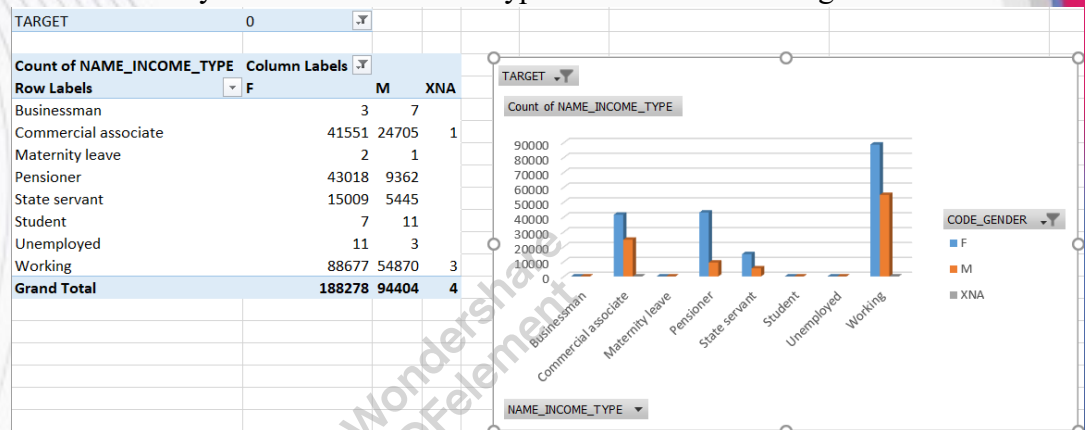 TARGET 0
Count of NAME_INCOME_TYPE Column Labels
Row Labels F M XNA
Businessman 3 7
Commercial associate 41551 24705 1
Maternity leave 2 1
Pensioner 43018 9362
State servant 15009 5445
Student 7 11
Unemployed 11 3
Working 88677 54870 3
Grand Total 188278 94404 4
TARGET
Count of NAME_INCOME_TYPE
90000
80000
70000
60000
50000
40000
30000
20000
10000
0
Businessman
Commercial associate
Maternity leave
Pensioner
State servant
Student
Unemployed
Working
CODE_GENDER
F
M
XNA
NAME_INCOME_TYPE
Wondershare